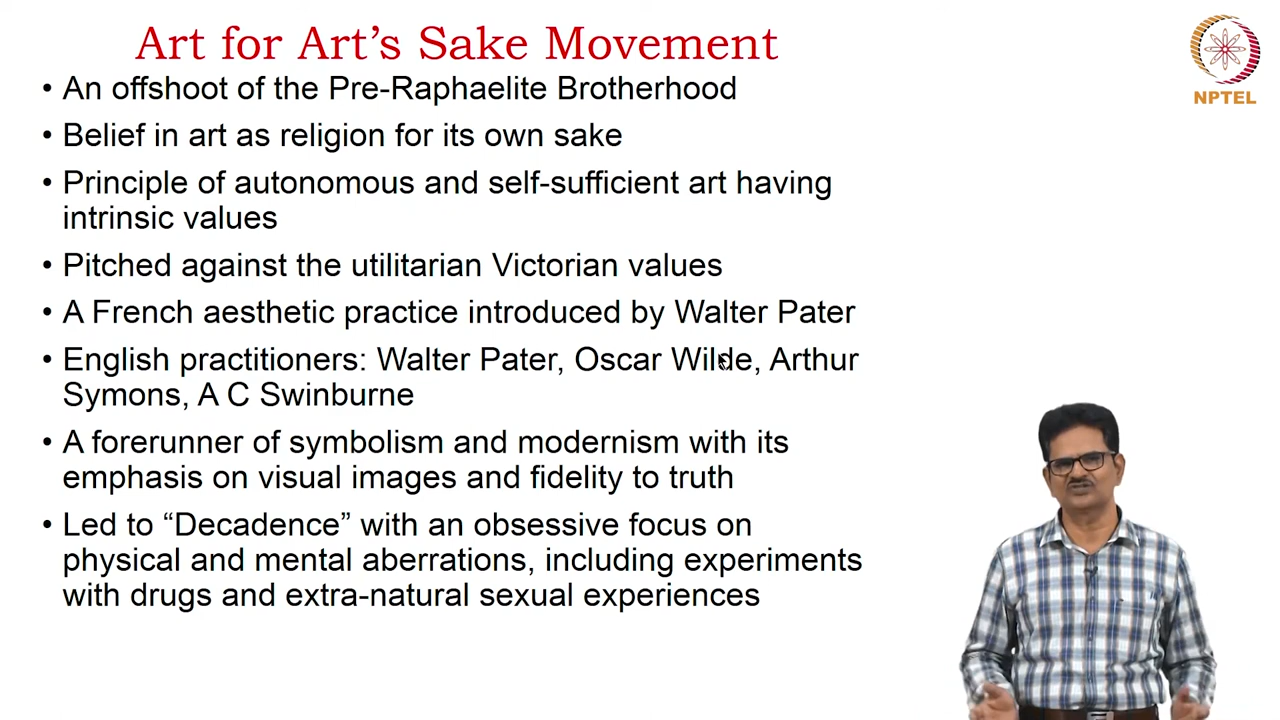 Art for Art's Sake Movement
NPTEL
• An offshoot of the Pre-Raphaelite Brotherhood
• Belief in art as religion for its own sake
• Principle of autonomous and self-sufficient art having
intrinsic values
• Pitched against the utilitarian Victorian values
• A French aesthetic practice introduced by Walter Pater
• English practitioners: Walter Pater, Oscar Wilde, Arthur
Symons, A C Swinburne
• A forerunner of symbolism and modernism with its
emphasis on visual images and fidelity to truth
• Led to “Decadence” with an obsessive focus on
physical and mental aberrations, including experiments
with drugs and extra-natural sexual experiences